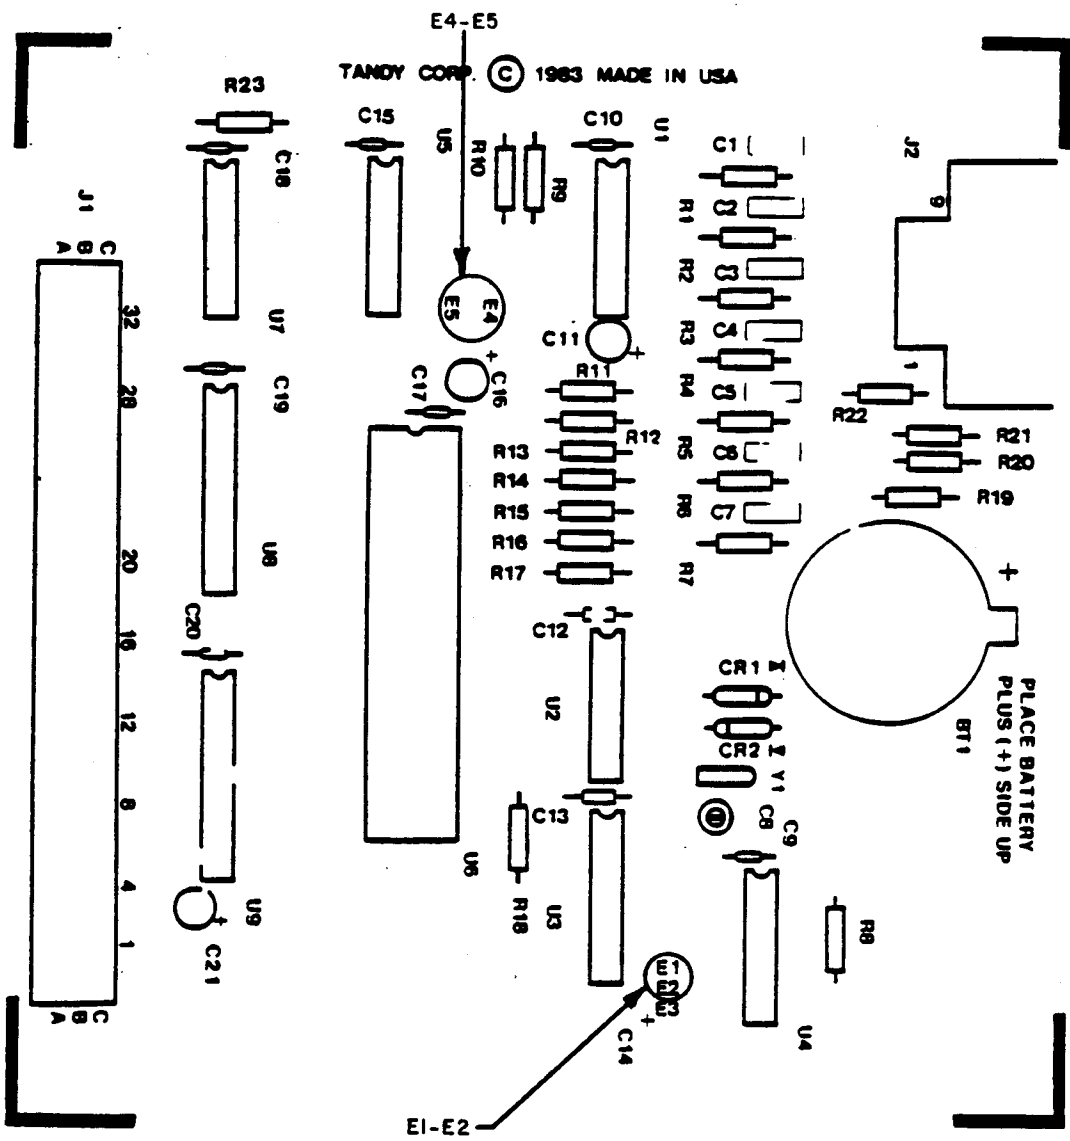 E4-E5
TANDY CORP. © 1983 MADE IN USA
R23
C15
U5
R10
R9
C10
U1
C1
J2
C18
9
R1
C2
J1
C B A
E5 E4
R2
C3
32
U7
C11
+
R3
C4
1
28
C19
C17
+
C16
R11
R4
C5
R22
R12
R13
R5
C6
R21
R20
R14
R15
R6
C7
R19
20
U8
R16
R17
R7
+
C20
16
C12
CR1
12
U2
CR2
Y1
BT1
PLACE BATTERY
PLUS (+) SIDE UP
8
C13
C8
C9
U6
4
U9
R18
U3
R8
1
+
C21
E1
E2
E3
+
C14
U4
C B A
E1-E2